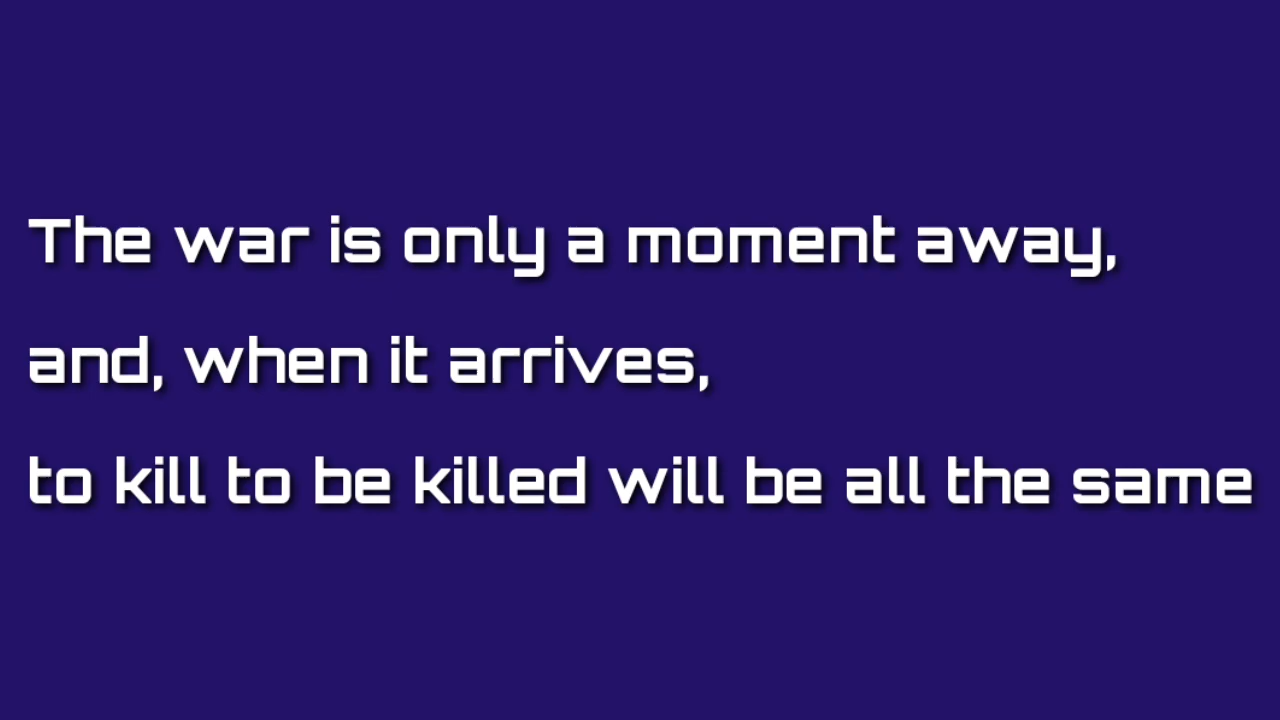 The war is only a moment away,
and, when it arrives,
to kill to be killed will be all the same